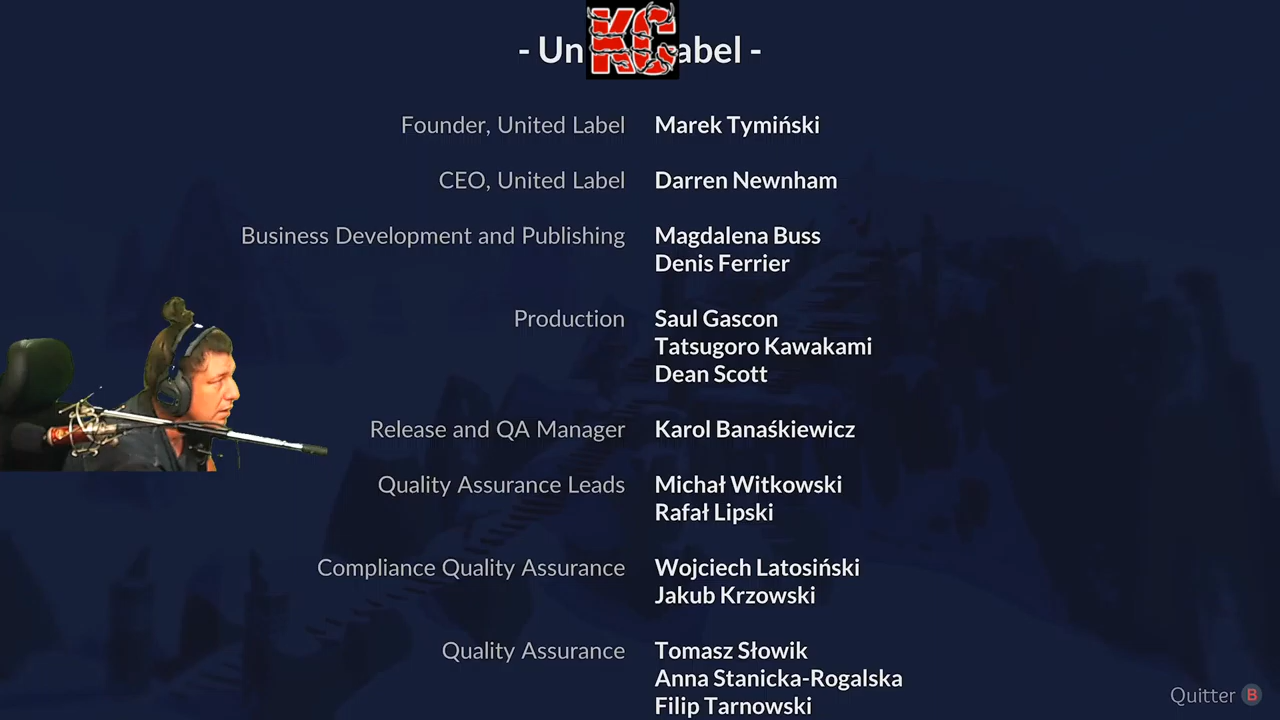 - Un KC abel -
Founder, United Label Marek Tymiński
CEO, United Label Darren Newnham
Business Development and Publishing Magdalena Buss
Denis Ferrier
Production Saul Gascon
Tatsugoro Kawakami
Dean Scott
Release and QA Manager Karol Banaśkiewicz
Quality Assurance Leads Michał Witkowski
Rafał Lipski
Compliance Quality Assurance Wojciech Latosiński
Jakub Krzowski
Quality Assurance Tomasz Słowik
Anna Stanicka-Rogalska
Filip Tarnowski
Quitter B